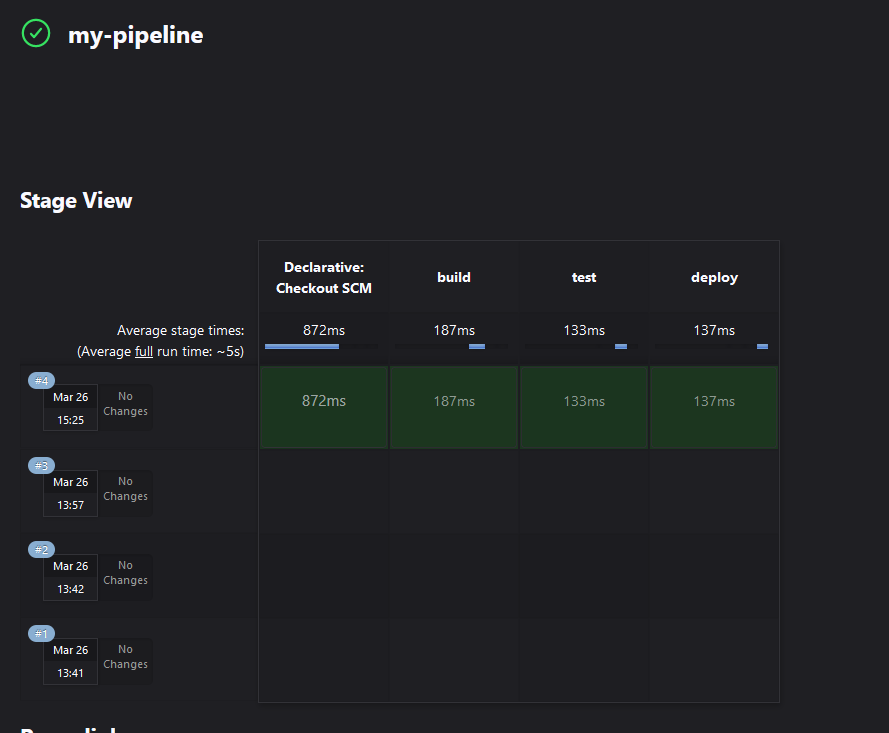 my-pipeline
Stage View
Declarative:
Checkout SCM
build
test
deploy
Average stage times:
(Average full run time: ~5s)
872ms
187ms
133ms
137ms
#4
Mar 26
15:25
No
Changes
872ms
187ms
133ms
137ms
#3
Mar 26
13:57
No
Changes
#2
Mar 26
13:42
No
Changes
#1
Mar 26
13:41
No
Changes